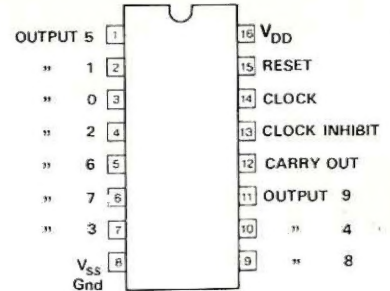 OUTPUT 5 1
" 1 2
" 0 3
" 2 4
" 6 5
" 7 6
" 3 7
VSS 8
Gnd
16 VDD
15 RESET
14 CLOCK
13 CLOCK INHIBIT
12 CARRY OUT
11 OUTPUT 9
10 " 4
9 " 8